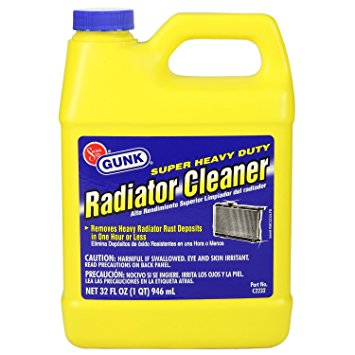 GUNK
SUPER HEAVY DUTY
Radiator Cleaner
Alto Rendimiento Superior Limpiador del radiador
Removes Heavy Radiator Rust Deposits
in One Hour or Less
Elimina Depósitos de óxido Resistentes en una Hora o Menos
CAUTION: HARMFUL IF SWALLOWED. EYE AND SKIN IRRITANT.
READ PRECAUTIONS ON BACK PANEL.
PRECAUCIÓN: NOCIVO SI SE INGIERE. IRRITA LOS OJOS Y LA PIEL.
LEA LAS PRECAUCIONES EN LA ETIQUETA ATRÁS.
Part No.
C2232
NET 32 FL OZ (1 QT) 946 mL